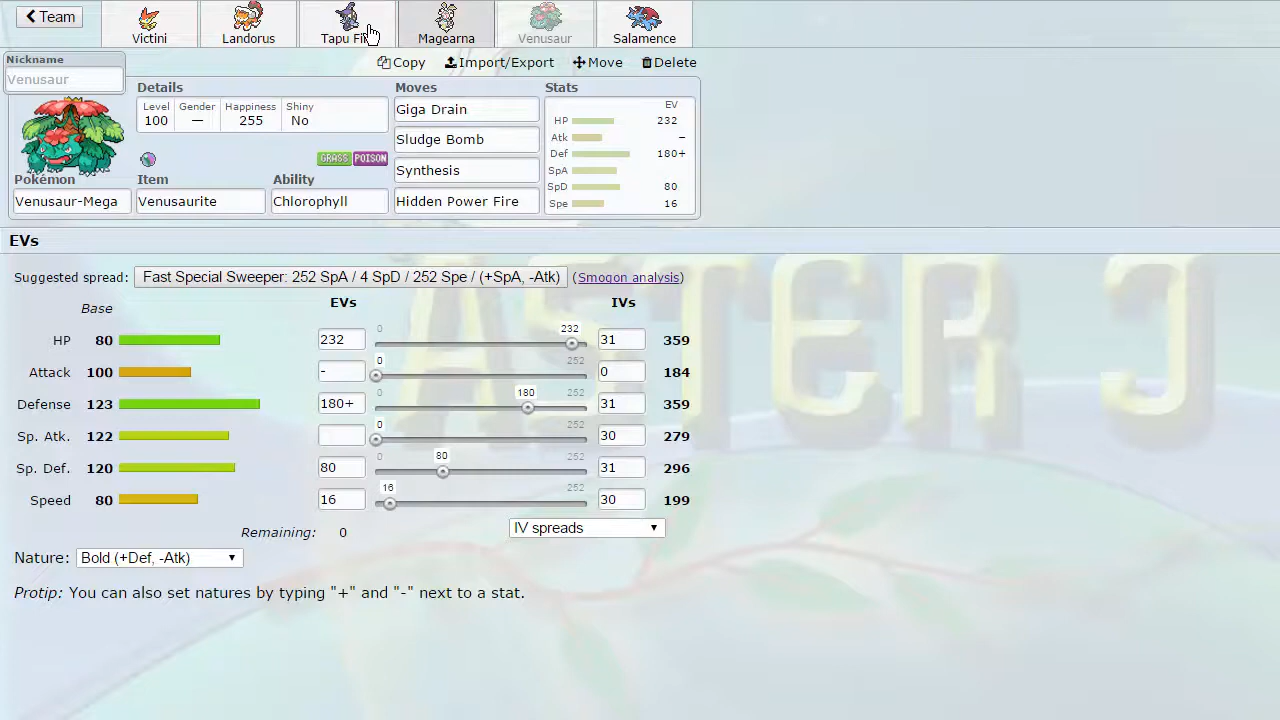 Team
Victini
Landorus
Tapu Fi
Magearna
Venusaur
Salamence
Copy
Import/Export
Move
Delete
Nickname
Venusaur
Details
Level
100
Gender
—
Happiness
255
Shiny
No
GRASS
POISON
Pokémon
Venusaur-Mega
Item
Venusaurite
Ability
Chlorophyll
Moves
Giga Drain
Sludge Bomb
Synthesis
Hidden Power Fire
Stats
EV
HP 232
Atk –
Def 180+
SpA
SpD 80
Spe 16
EVs
Suggested spread: Fast Special Sweeper: 252 SpA / 4 SpD / 252 Spe / (+SpA, -Atk) (Smogon analysis)
Base EVs IVs
HP 80 232 0 232 31 359
Attack 100 - 0 252 0 184
Defense 123 180+ 0 180 252 31 359
Sp. Atk. 122 0 252 30 279
Sp. Def. 120 80 0 80 252 31 296
Speed 80 16 16 252 30 199
Remaining: 0
IV spreads
Nature: Bold (+Def, -Atk)
Protip: You can also set natures by typing "+" and "-" next to a stat.
ASTER J